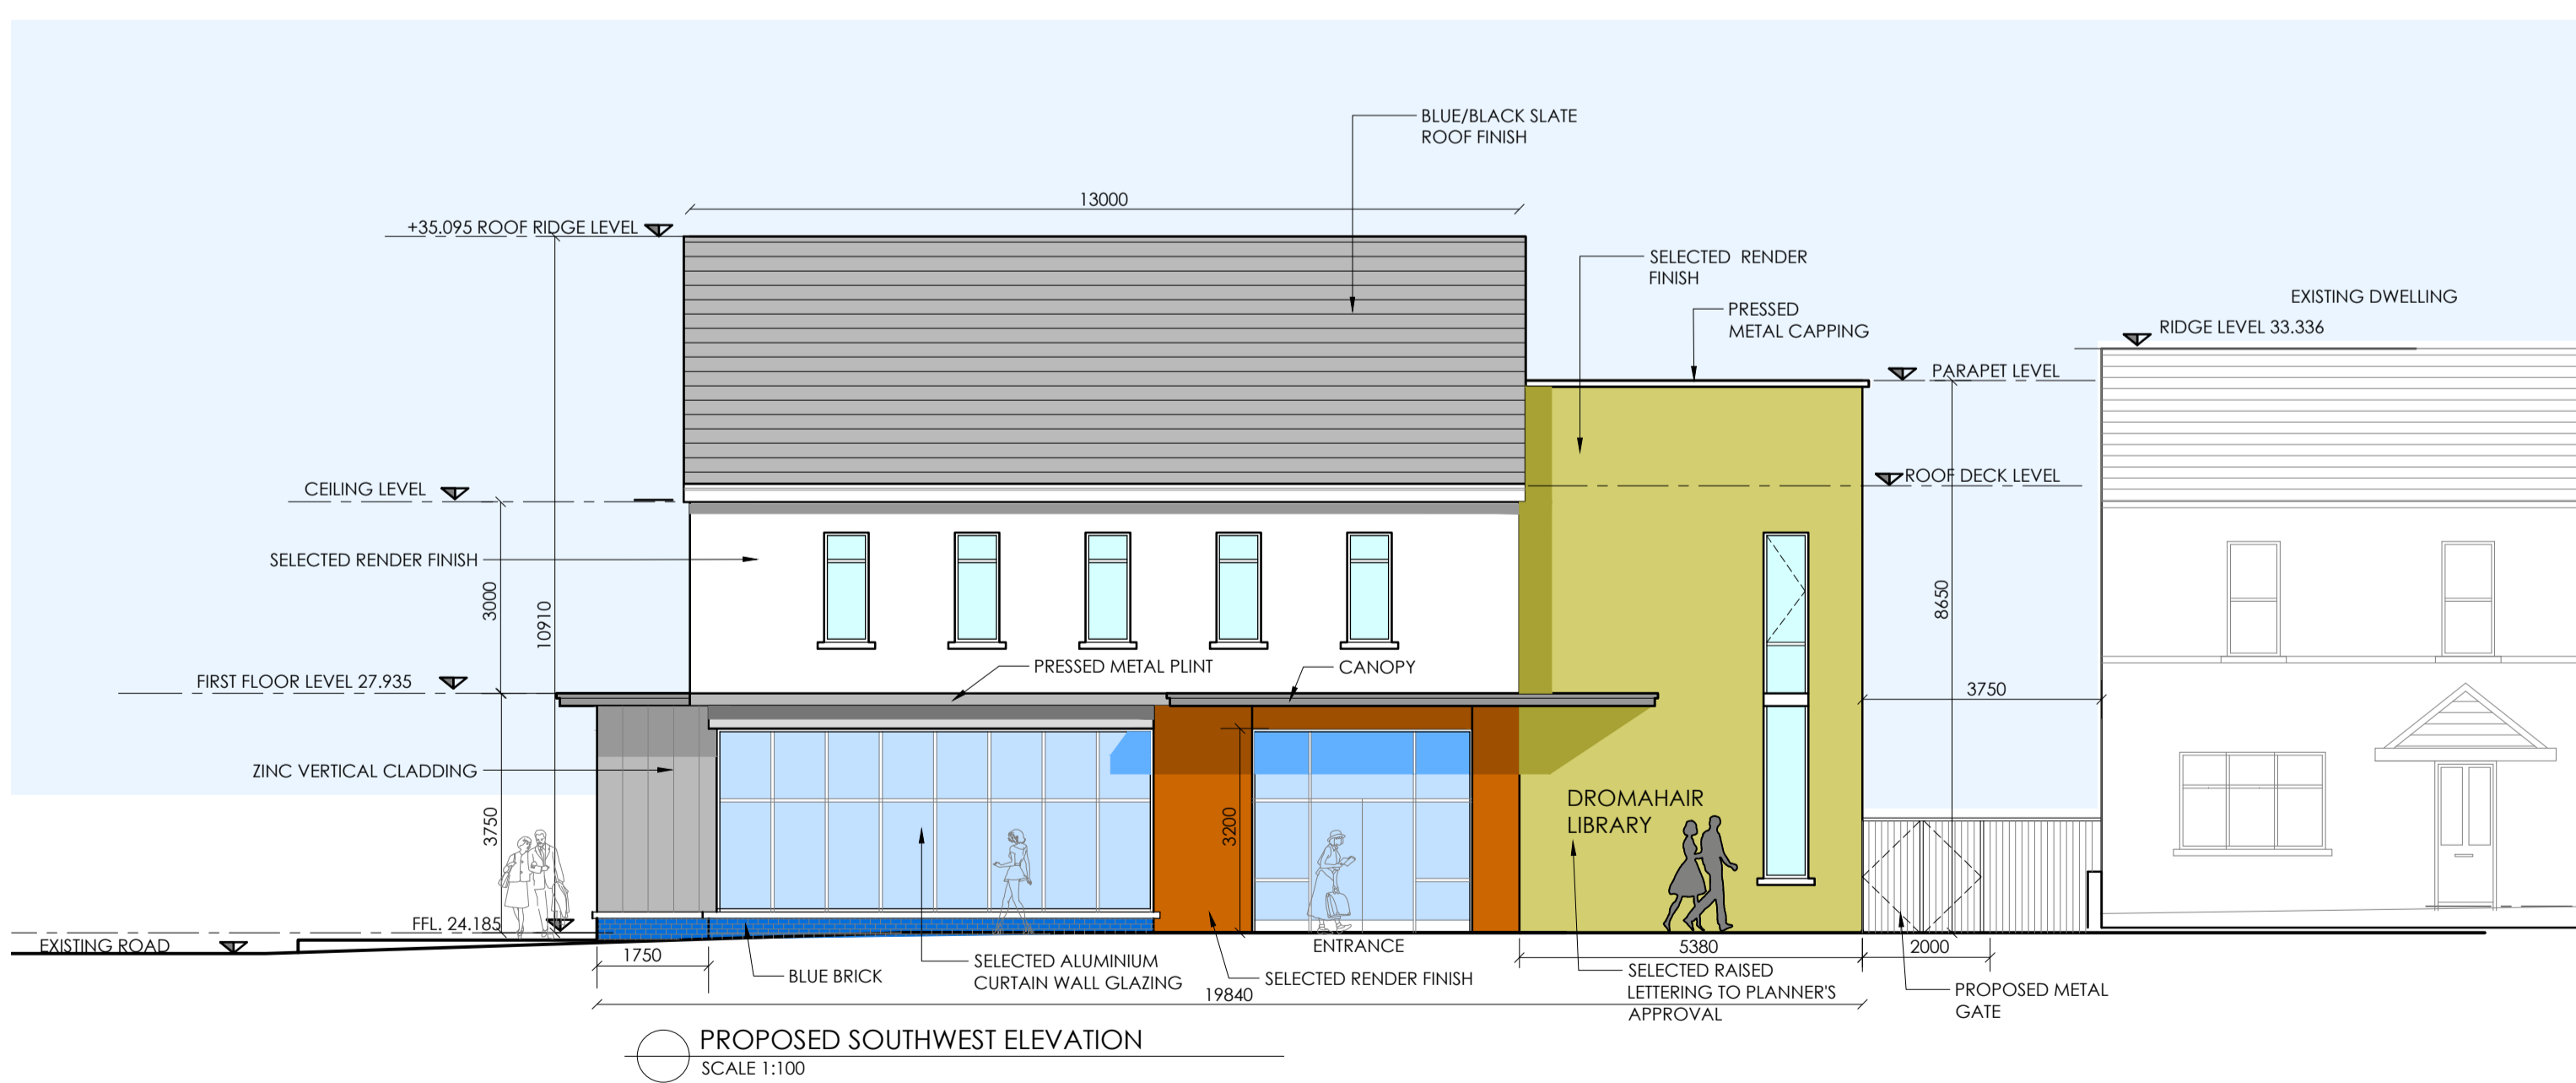 BLUE/BLACK SLATE
ROOF FINISH
13000
+35.095 ROOF RIDGE LEVEL
SELECTED RENDER
FINISH
PRESSED
METAL CAPPING
EXISTING DWELLING
RIDGE LEVEL 33.336
PARAPET LEVEL
ROOF DECK LEVEL
CEILING LEVEL
SELECTED RENDER FINISH
3000
10910
8650
PRESSED METAL PLINT
CANOPY
FIRST FLOOR LEVEL 27.935
3750
ZINC VERTICAL CLADDING
3750
3200
DROMAHAIR
LIBRARY
FFL. 24.185
EXISTING ROAD
ENTRANCE
5380
2000
1750
BLUE BRICK
SELECTED ALUMINIUM
CURTAIN WALL GLAZING
SELECTED RENDER FINISH
SELECTED RAISED
LETTERING TO PLANNER'S
APPROVAL
PROPOSED METAL
GATE
19840
PROPOSED SOUTHWEST ELEVATION
SCALE 1:100